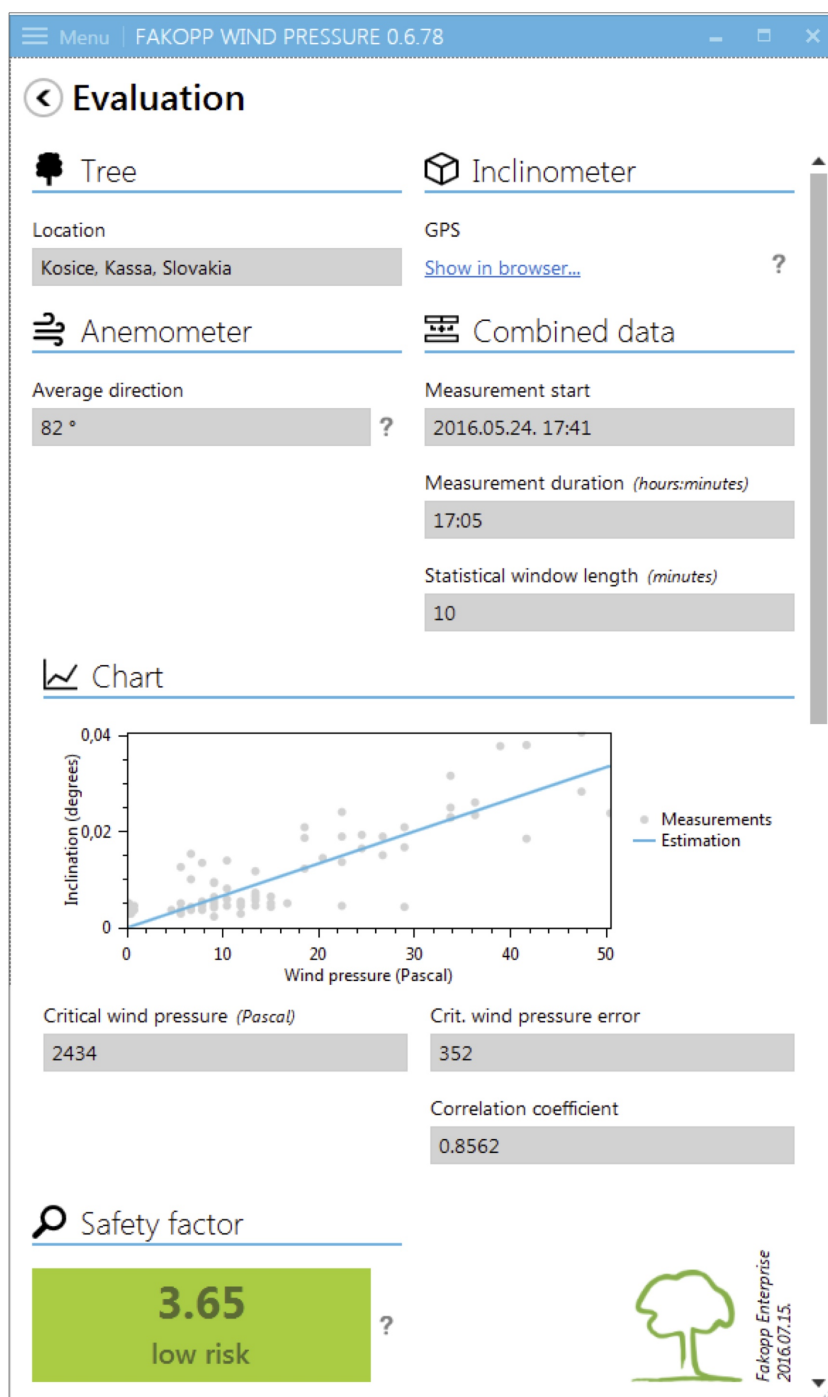 Menu | FAKOPP WIND PRESSURE 0.6.78
Evaluation
Tree
Location
Kosice, Kassa, Slovakia
Inclinometer
GPS
Show in browser...
?
Anemometer
Average direction
82 °
?
Combined data
Measurement start
2016.05.24. 17:41
Measurement duration (hours:minutes)
17:05
Statistical window length (minutes)
10
Chart
Inclination (degrees)
0,04
0,02
0
0 10 20 30 40 50
Wind pressure (Pascal)
Measurements
Estimation
Critical wind pressure (Pascal)
2434
Crit. wind pressure error
352
Correlation coefficient
0.8562
Safety factor
3.65
low risk
?
Fakopp Enterprise
2016.07.15.